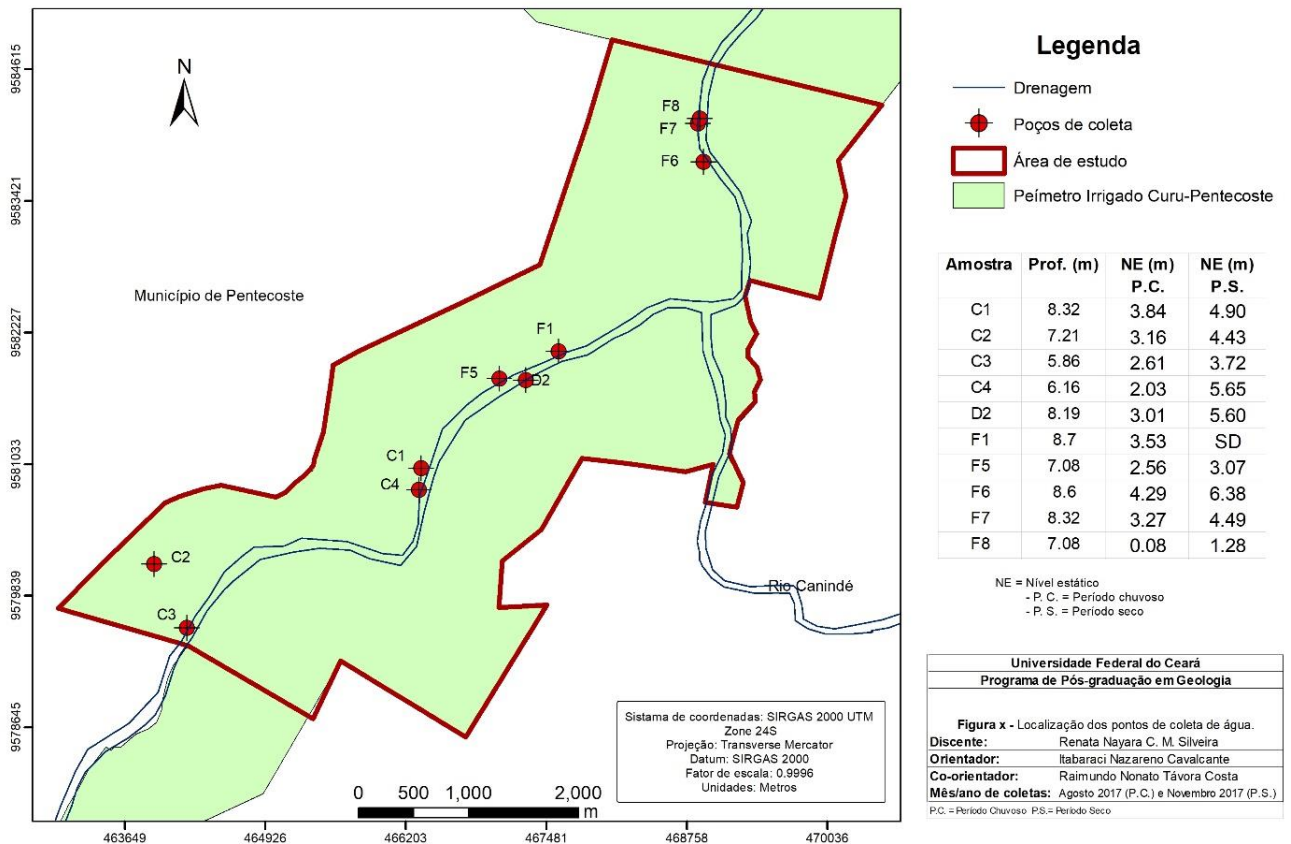 9584615
9583421
9582227
9581033
9579839
9578645
N
Município de Pentecoste
F8
F7
F6
F1
F5
D2
C1
C4
C2
C3
Rio Canindé
Sistama de coordenadas: SIRGAS 2000 UTM
Zone 24S
Projeção: Transverse Mercator
Datum: SIRGAS 2000
Fator de escala: 0.9996
Unidades: Metros
0 500 1,000 2,000
m
463649 464926 466203 467481 468758 470036
Legenda
Drenagem
Poços de coleta
Área de estudo
Peímetro Irrigado Curu-Pentecoste
Amostra Prof. (m) NE (m) NE (m)
P.C. P.S.
C1 8.32 3.84 4.90
C2 7.21 3.16 4.43
C3 5.86 2.61 3.72
C4 6.16 2.03 5.65
D2 8.19 3.01 5.60
F1 8.7 3.53 SD
F5 7.08 2.56 3.07
F6 8.6 4.29 6.38
F7 8.32 3.27 4.49
F8 7.08 0.08 1.28
NE = Nível estático
- P. C. = Período chuvoso
- P. S. = Período seco
Universidade Federal do Ceará
Programa de Pós-graduação em Geologia
Figura x - Localização dos pontos de coleta de água.
Discente: Renata Nayara C. M. Silveira
Orientador: Itabaraci Nazareno Cavalcante
Co-orientador: Raimundo Nonato Távora Costa
Mês/ano de coletas: Agosto 2017 (P.C.) e Novembro 2017 (P.S.)
P.C. = Período Chuvoso P.S.= Período Seco